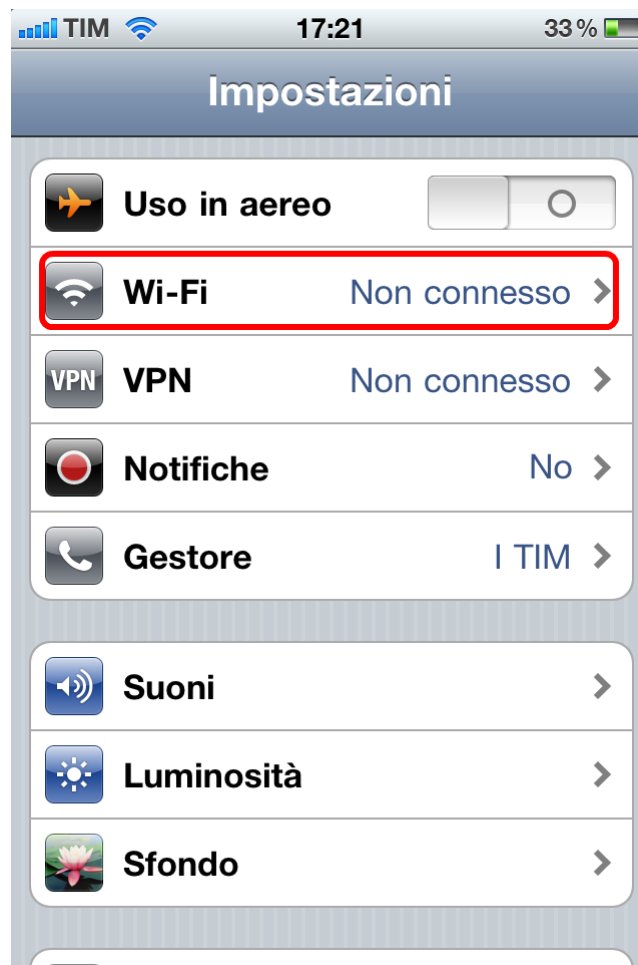 TIM 17:21 33%
Impostazioni
Uso in aereo
Wi-Fi Non connesso
VPN VPN Non connesso
Notifiche No
Gestore I TIM
Suoni
Luminosità
Sfondo